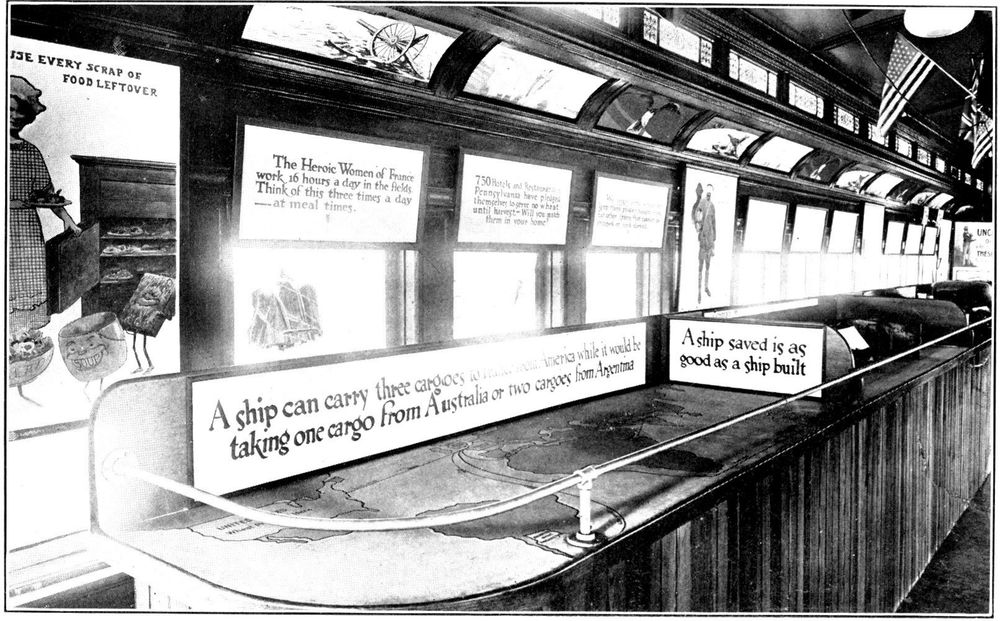 USE EVERY SCRAP OF
FOOD LEFTOVER
The Heroic Women of France
work 16 hours a day in the fields.
Think of this three times a day
—at meal times.
750 Hotels and Restaurants in
Pennsylvania have pledged
themselves to serve no wheat
until harvest—Will you match
them in your home?
A ship can carry three cargoes to France from America while it would be
taking one cargo from Australia or two cargoes from Argentina
A ship saved is as
good as a ship built
UNITED